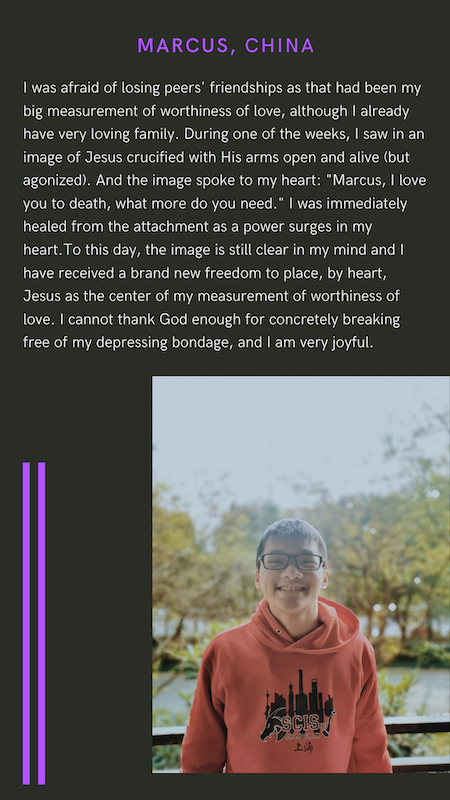 MARCUS, CHINA
I was afraid of losing peers' friendships as that had been my
big measurement of worthiness of love, although I already
have very loving family. During one of the weeks, I saw in an
image of Jesus crucified with His arms open and alive (but
agonized). And the image spoke to my heart: "Marcus, I love
you to death, what more do you need." I was immediately
healed from the attachment as a power surges in my
heart.To this day, the image is still clear in my mind and I
have received a brand new freedom to place, by heart,
Jesus as the center of my measurement of worthiness of
love. I cannot thank God enough for concretely breaking
free of my depressing bondage, and I am very joyful.
SCIS
上海